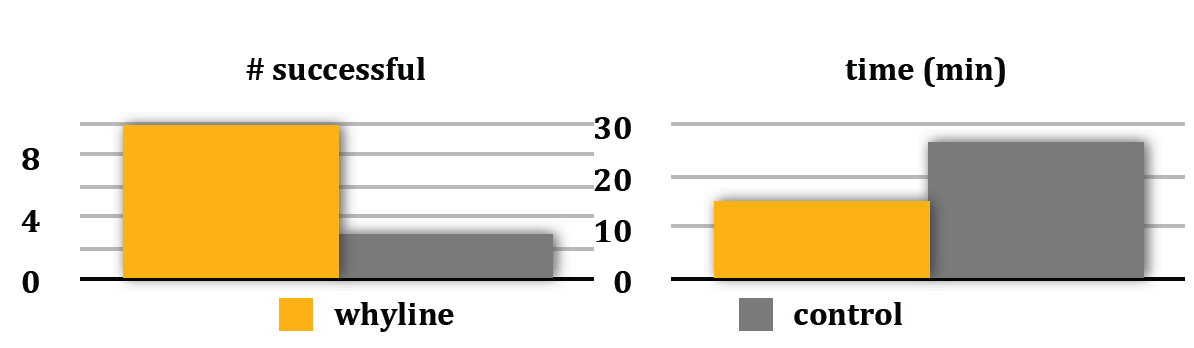 # successful
8
4
0
time (min)
30
20
10
0
whyline
control